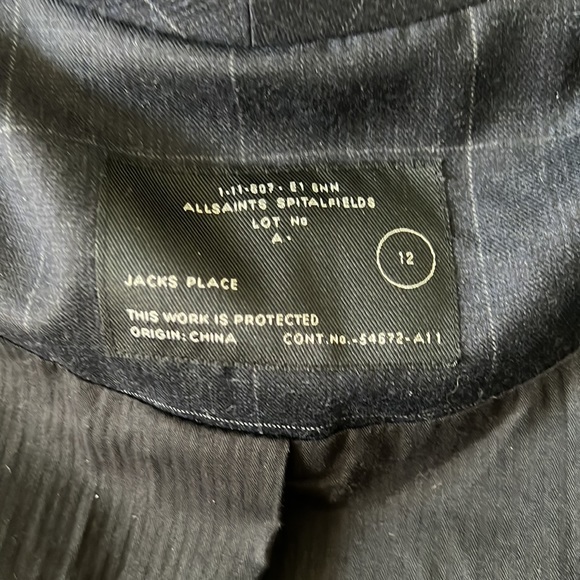 1-11-607 • E1 6NN
ALLSAINTS SPITALFIELDS
LOT No
A •
12
JACKS PLACE
THIS WORK IS PROTECTED
ORIGIN: CHINA CONT.No.-54672-A11